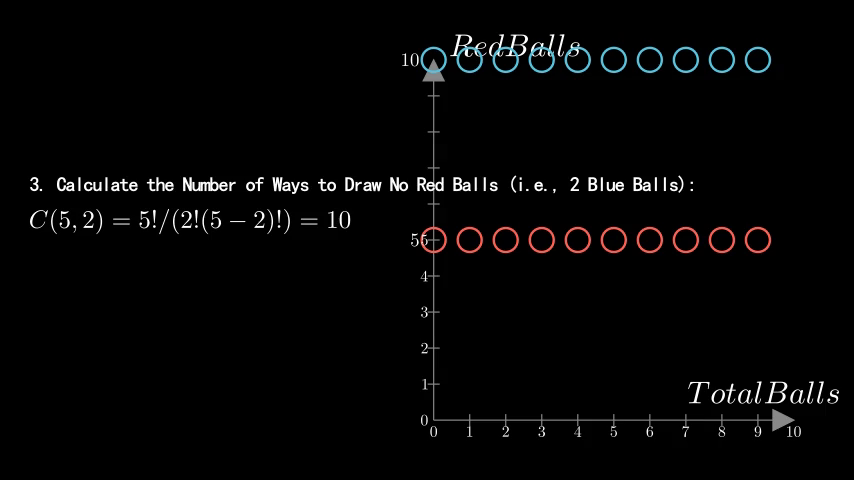 RedBalls
10
3. Calculate the Number of Ways to Draw No Red Balls (i.e., 2 Blue Balls):
C(5, 2) = 5!/(2!(5 − 2)!) = 10
5
4
3
2
1
TotalBalls
0
0 1 2 3 4 5 6 7 8 9 10